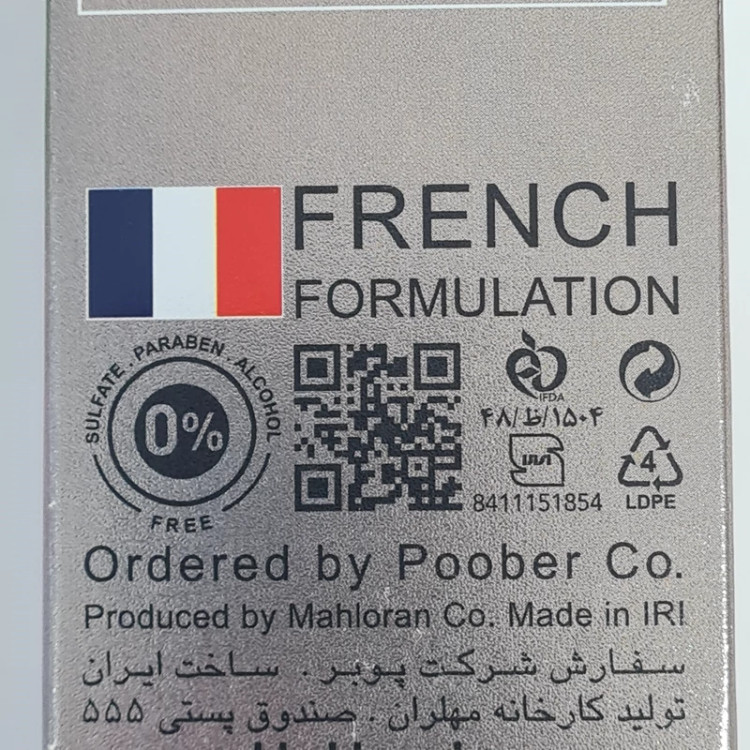 FRENCH
FORMULATION
SULFATE . PARABEN . ALCOHOL
0%
FREE
IFDA
۴۸/ظ/۱۵۰۴
8411151854
4
LDPE
Ordered by Poober Co.
Produced by Mahloran Co. Made in IRI
سفارش شرکت پوبر . ساخت ایران
تولید کارخانه مهلران . صندوق پستی ۵۵۵